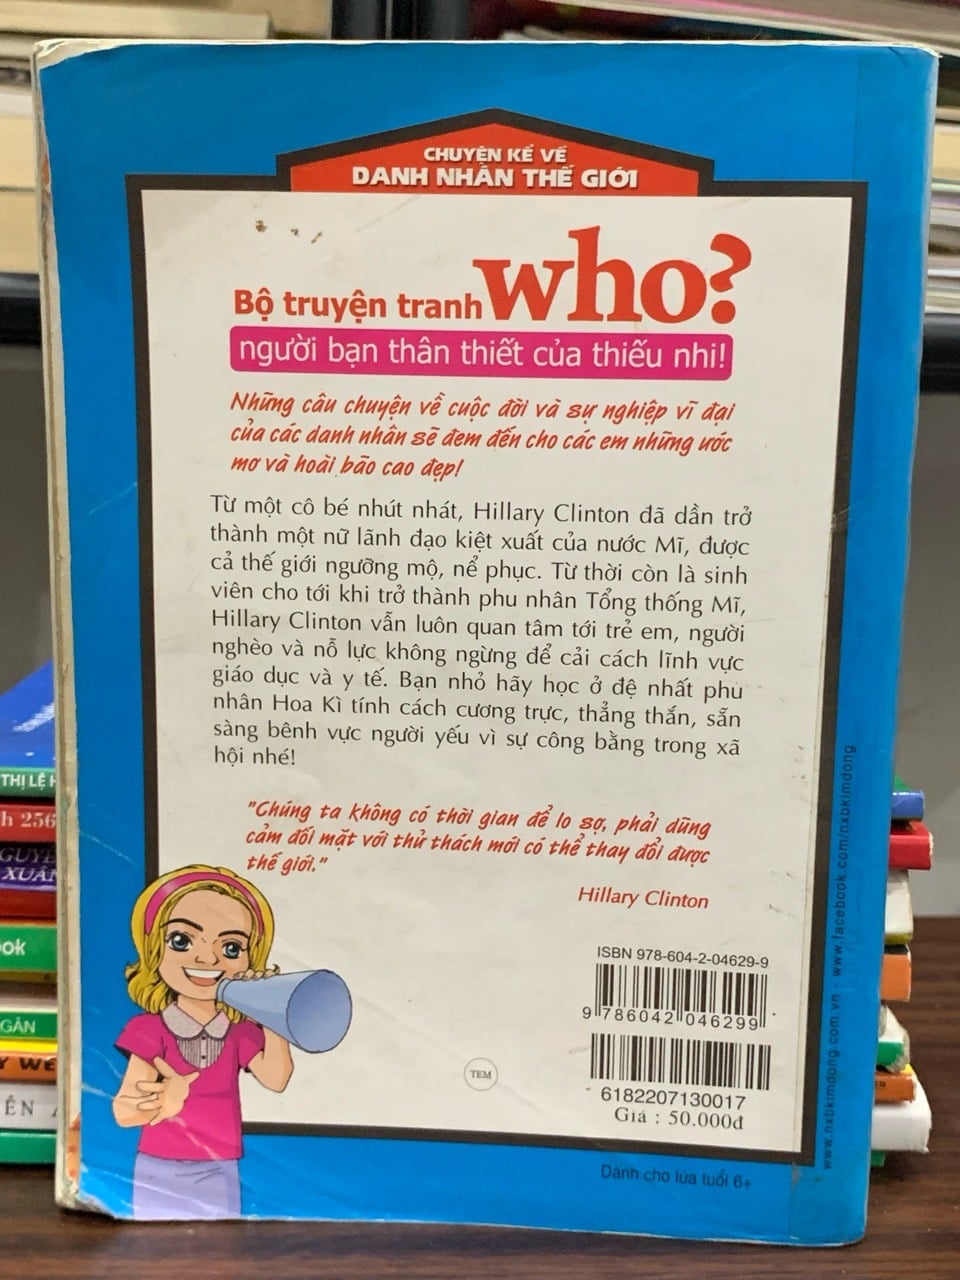 CHUYỆN KỂ VỀ
DANH NHÂN THẾ GIỚI
Bộ truyện tranh who?
người bạn thân thiết của thiếu nhi!
Những câu chuyện về cuộc đời và sự nghiệp vĩ đại
của các danh nhân sẽ đem đến cho các em những ước
mơ và hoài bão cao đẹp!
Từ một cô bé nhút nhát, Hillary Clinton đã dần trở
thành một nữ lãnh đạo kiệt xuất của nước Mĩ, được
cả thế giới ngưỡng mộ, nể phục. Từ thời còn là sinh
viên cho tới khi trở thành phu nhân Tổng thống Mĩ,
Hillary Clinton vẫn luôn quan tâm tới trẻ em, người
nghèo và nỗ lực không ngừng để cải cách lĩnh vực
giáo dục và y tế. Bạn nhỏ hãy học ở đệ nhất phu
nhân Hoa Kì tính cách cương trực, thẳng thắn, sẵn
sàng bênh vực người yếu vì sự công bằng trong xã
hội nhé!
"Chúng ta không có thời gian để lo sợ, phải dũng
cảm đối mặt với thử thách mới có thể thay đổi được
thế giới."
Hillary Clinton
ISBN 978-604-2-04629-9
9 786042 046299
TEM
6182207130017
Giá : 50.000đ
Dành cho lứa tuổi 6+
www.nxbkimdong.com.vn - www.facebook.com/nxbkimdong
THỊ LỆ
h 256
GUYỄ
XUÂN
ook
GÂN
Y WE
ÊN